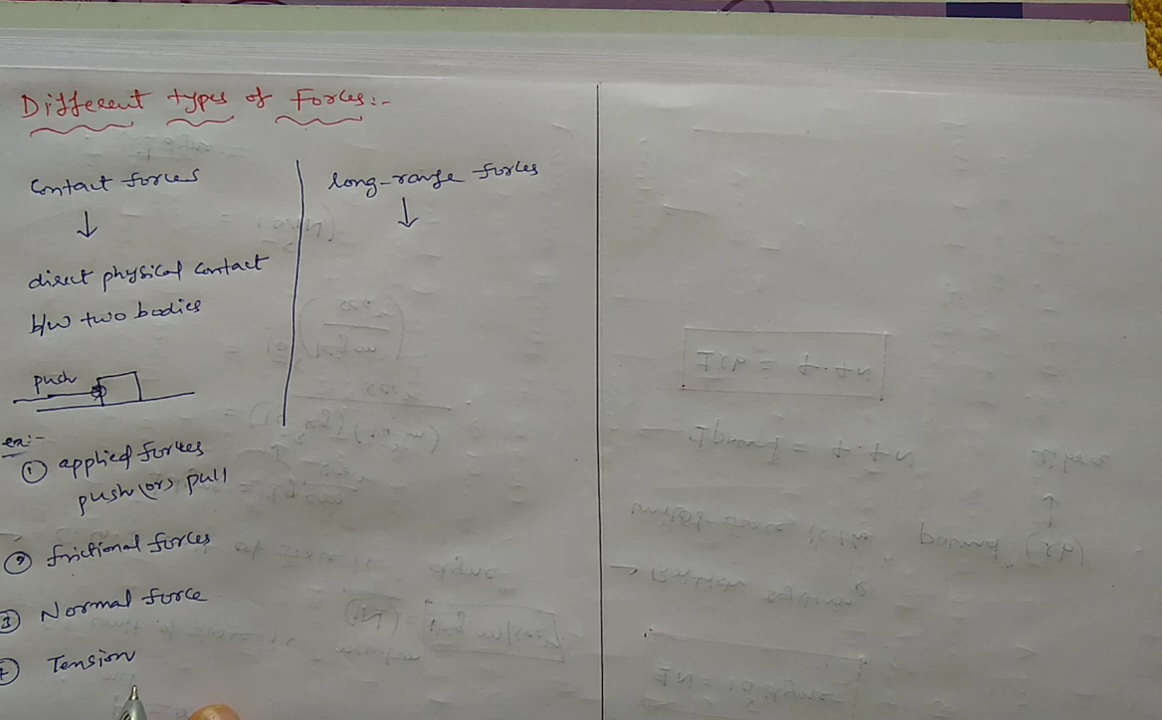 Different types of Forces:-
Contact forces
↓
direct physical contact
b/w two bodies
push
ex:-
① applied forces
push (or) pull
② frictional forces
③ Normal force
④ Tension
long-range forces
↓